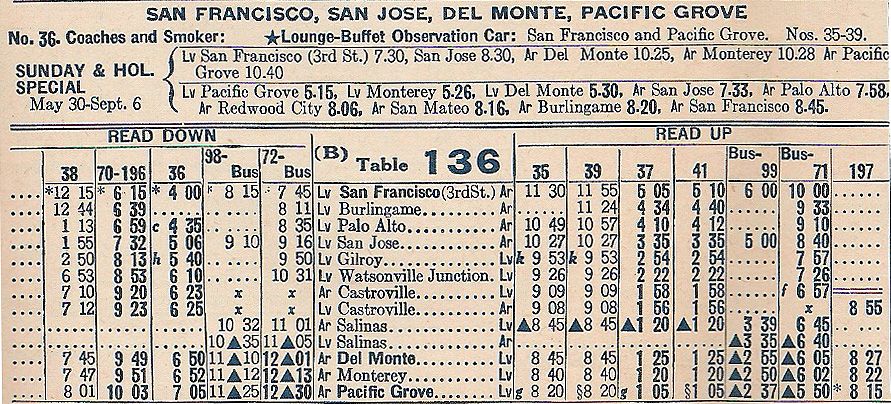 SAN FRANCISCO, SAN JOSE, DEL MONTE, PACIFIC GROVE
No. 36. Coaches and Smoker: ★Lounge-Buffet Observation Car: San Francisco and Pacific Grove. Nos. 35-39.
SUNDAY & HOL. SPECIAL May 30-Sept. 6
Lv San Francisco (3rd St.) 7.30, San Jose 8.30, Ar Del Monte 10.25, Ar Monterey 10.28 Ar Pacific
Grove 10.40
Lv Pacific Grove 5.15, Lv Monterey 5.26, Lv Del Monte 5.30, Ar San Jose 7.33, Ar Palo Alto 7.58,
Ar Redwood City 8.06, Ar San Mateo 8.16, Ar Burlingame 8.20, Ar San Francisco 8.45.
READ DOWN READ UP
38 70-196 36 98-Bus 72-Bus (B) Table 136 35 39 37 41 Bus-99 Bus-71 197
*12 15 * 6 15 * 4 00 * 8 15 * 7 45 Lv San Francisco (3rd St.) Ar 11 30 11 55 5 05 5 10 6 00 10 00 ......
.... 12 44 6 39 ...... ...... 8 11 Lv Burlingame........ Ar ...... 11 24 4 34 4 40 ...... 9 33 ......
.... 1 13 6 59 c 4 35 ...... 8 35 Lv Palo Alto.......... Ar 10 49 10 57 4 10 4 12 ...... 9 10 ......
.... 1 55 7 32 5 06 9 10 9 16 Lv San Jose.......... Ar 10 27 10 27 3 35 3 35 5 00 8 40 ......
.... 2 50 8 13 h 5 40 ...... 9 50 Lv Gilroy.............. Lv k 9 53 k 9 53 2 54 2 54 ...... 7 57 ......
.... 6 53 8 53 6 10 ...... 10 31 Lv Watsonville Junction. Lv 9 26 9 26 2 22 2 22 ...... 7 26 ......
.... 7 10 9 20 6 23 x x Ar Castroville.......... Lv 9 09 9 09 1 58 1 58 ...... f 6 57
.... 7 12 9 23 6 25 x x Lv Castroville.......... Ar 9 08 9 08 1 56 1 56 ...... x 8 55
.... ...... ...... ...... 10 32 11 01 Ar Salinas.............. Lv ▲8 45 ▲8 45 ▲1 20 ▲1 20 3 39 6 45 ......
.... ...... ...... ...... 10▲35 11▲05 Lv Salinas.............. Ar ...... ...... ...... ...... ▲3 35 ▲6 40 ......
.... 7 45 9 49 6 50 11▲10 12▲01 Ar Del Monte.......... Lv 8 45 8 45 1 25 1 25 ▲2 55 ▲6 05 8 27
.... 7 47 9 51 6 52 11▲12 12▲13 Ar Monterey.......... Lv 8 40 8 40 1 20 1 20 ▲2 50 ▲6 02 8 22
.... 8 01 10 03 7 05 11▲25 12▲30 Ar Pacific Grove........ Lv g 8 20 §8 20 g 1 05 §1 05 ▲2 37 ▲5 50 * 8 15